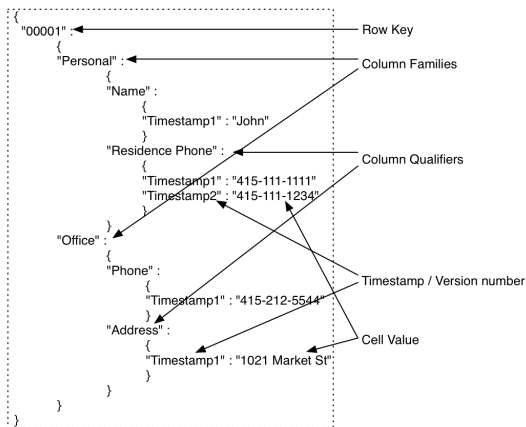 {
"00001" :
{
"Personal" :
{
"Name" :
{
"Timestamp1" : "John"
}
"Residence Phone" :
{
"Timestamp1" : "415-111-1111"
"Timestamp2" : "415-111-1234"
}
}
"Office" :
{
"Phone" :
{
"Timestamp1" : "415-212-5544"
}
"Address" :
{
"Timestamp1" : "1021 Market St"
}
}
}
}
Row Key
Column Families
Column Qualifiers
Timestamp / Version number
Cell Value